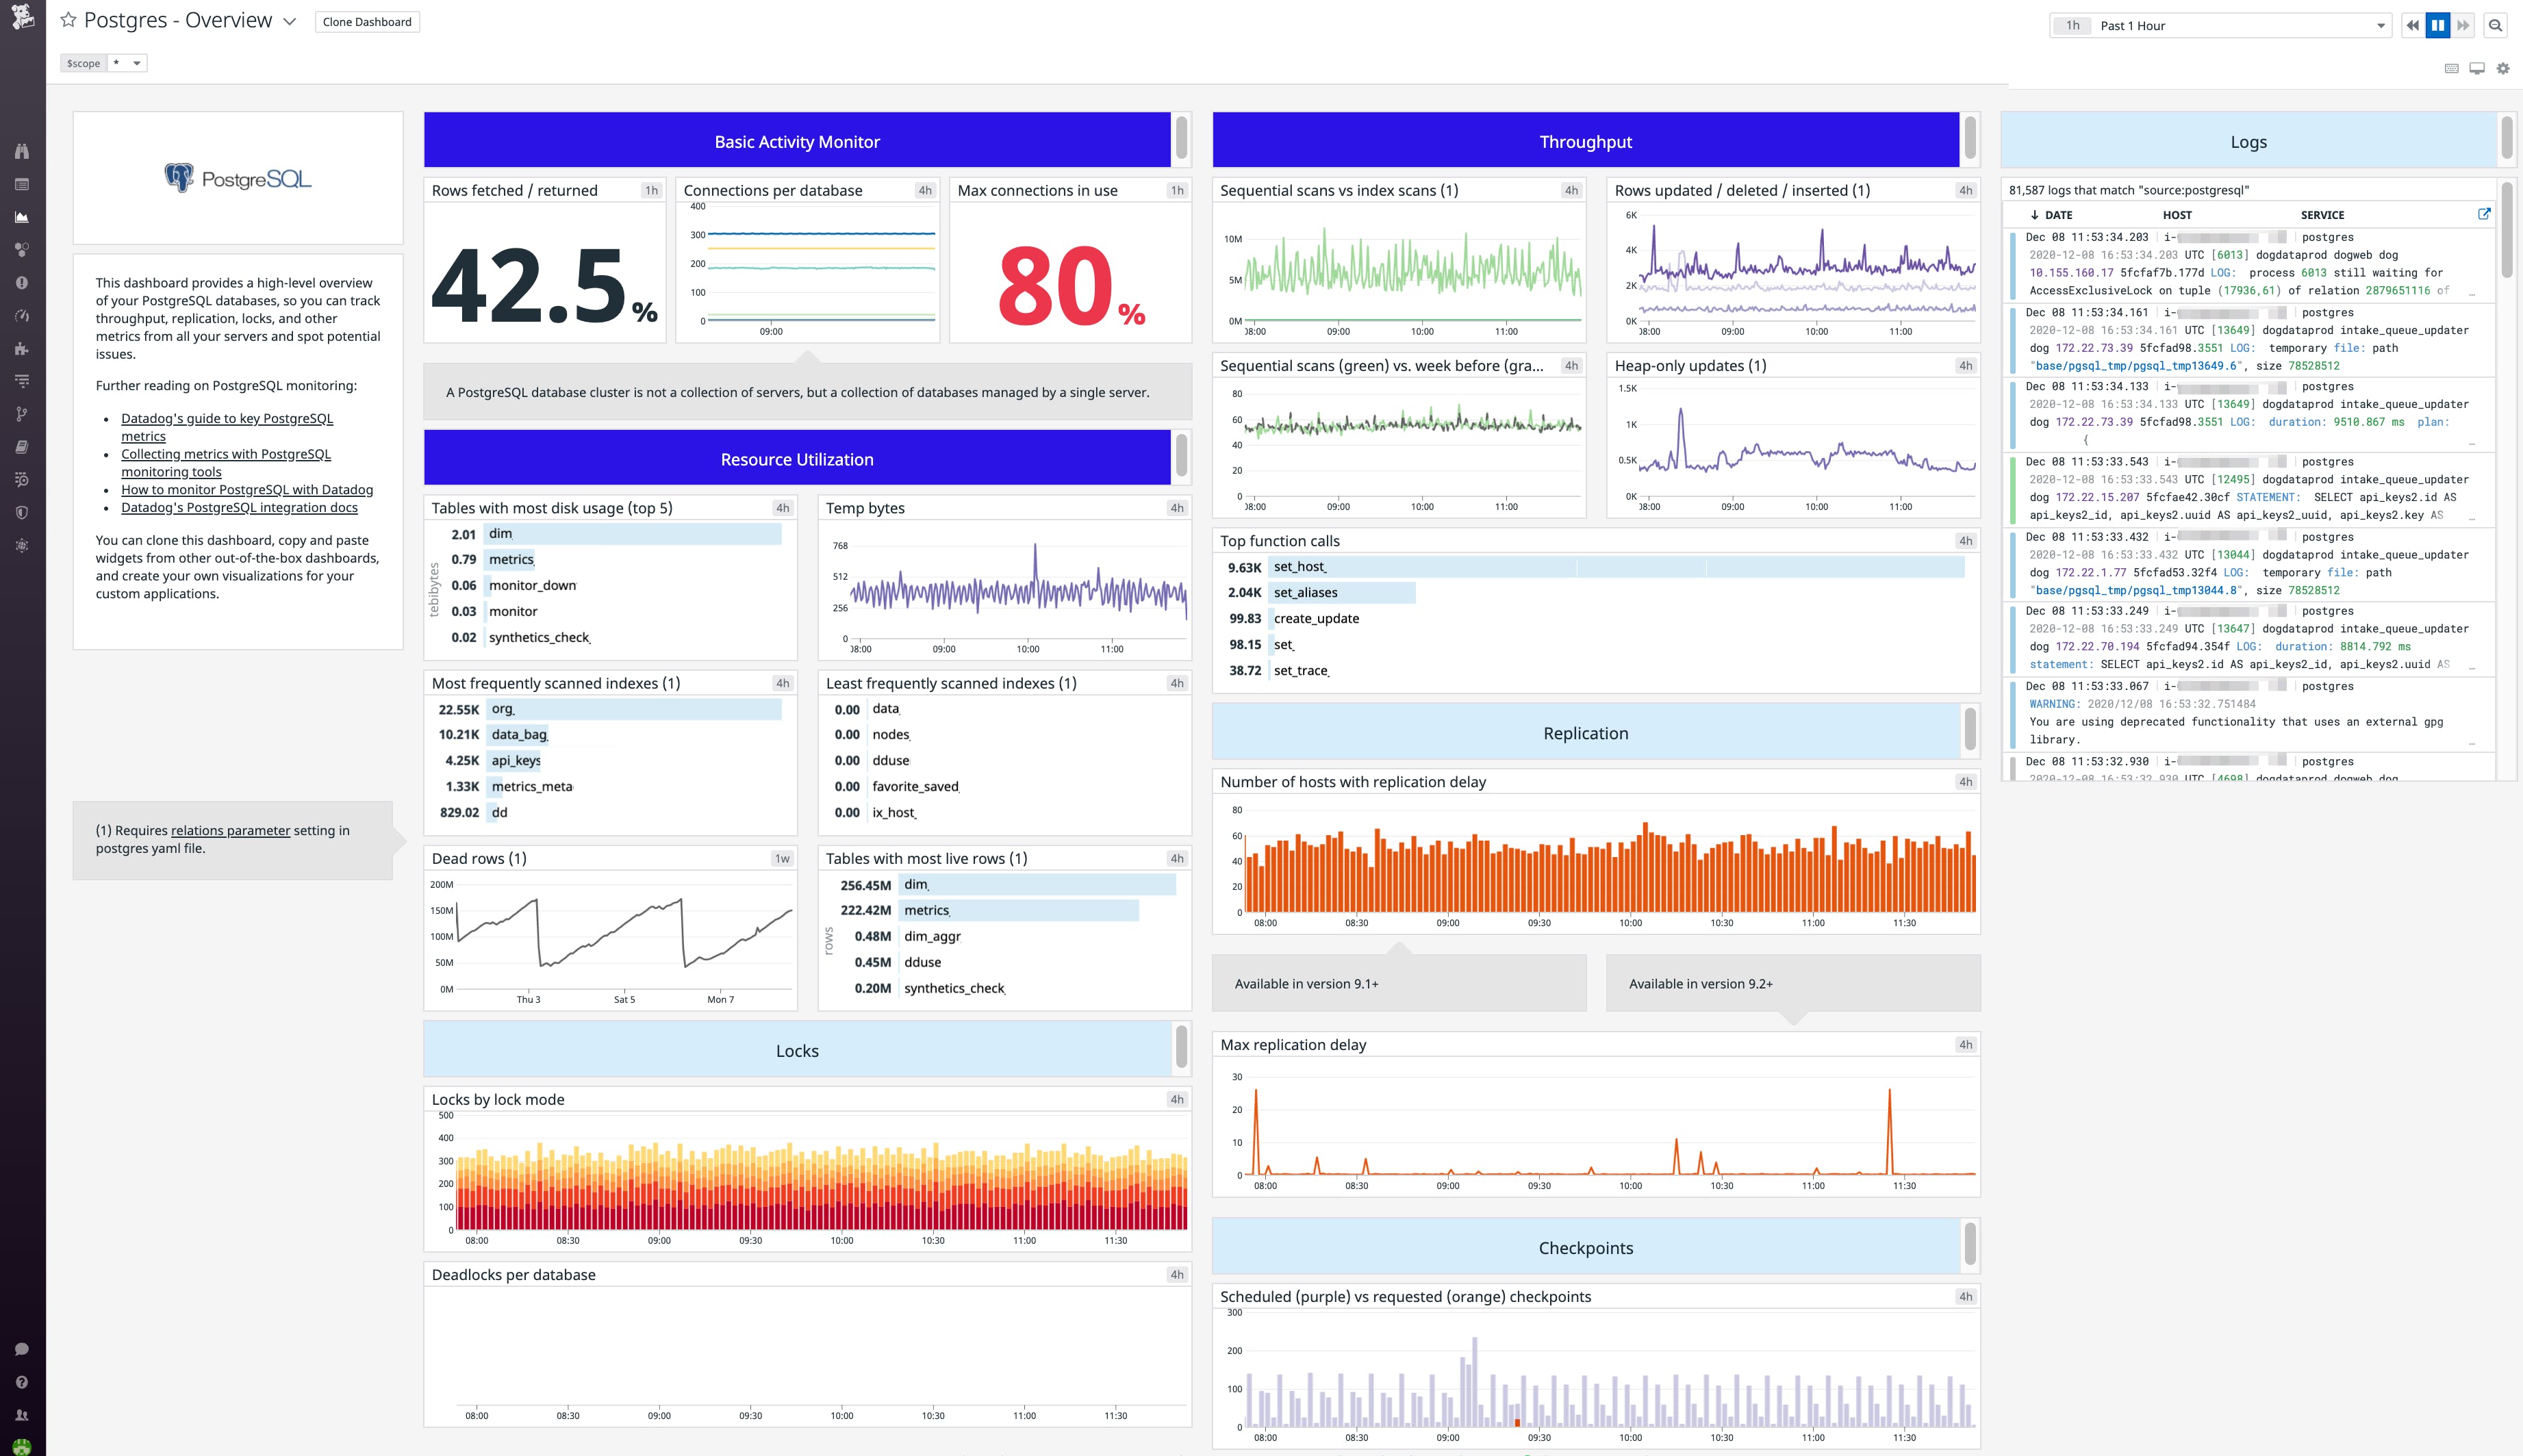 Postgres - Overview
Clone Dashboard
1h Past 1 Hour
$scope *
PostgreSQL
This dashboard provides a high-level overview
of your PostgreSQL databases, so you can track
throughput, replication, locks, and other
metrics from all your servers and spot potential
issues.
Further reading on PostgreSQL monitoring:
• Datadog's guide to key PostgreSQL
metrics
• Collecting metrics with PostgreSQL
monitoring tools
• How to monitor PostgreSQL with Datadog
• Datadog's PostgreSQL integration docs
You can clone this dashboard, copy and paste
widgets from other out-of-the-box dashboards,
and create your own visualizations for your
custom applications.
(1) Requires relations parameter setting in
postgres yaml file.
Basic Activity Monitor
Rows fetched / returned 1h
42.5%
Connections per database 4h
400
300
200
100
0
09:00
Max connections in use 1h
80%
A PostgreSQL database cluster is not a collection of servers, but a collection of databases managed by a single server.
Resource Utilization
Tables with most disk usage (top 5) 4h
tebibytes
2.01 dim
0.79 metrics
0.06 monitor_down
0.03 monitor
0.02 synthetics_check
Temp bytes 4h
768
512
256
0
08:00 09:00 10:00 11:00
Most frequently scanned indexes (1) 4h
22.55K org
10.21K data_bag
4.25K api_keys
1.33K metrics_meta
829.02 dd
Least frequently scanned indexes (1) 4h
0.00 data
0.00 nodes
0.00 dduse
0.00 favorite_saved
0.00 ix_host
Dead rows (1) 1w
200M
150M
100M
50M
0M
Thu 3 Sat 5 Mon 7
Tables with most live rows (1) 4h
rows
256.45M dim
222.42M metrics
0.48M dim_aggr
0.45M dduse
0.20M synthetics_check
Locks
Locks by lock mode 4h
500
400
300
200
100
0
08:00 08:30 09:00 09:30 10:00 10:30 11:00 11:30
Deadlocks per database 4h
08:00 08:30 09:00 09:30 10:00 10:30 11:00 11:30
Throughput
Sequential scans vs index scans (1) 4h
10M
5M
0M
08:00 09:00 10:00 11:00
Rows updated / deleted / inserted (1) 4h
6K
4K
2K
0K
08:00 09:00 10:00 11:00
Sequential scans (green) vs. week before (gra... 4h
80
60
40
20
0
08:00 09:00 10:00 11:00
Heap-only updates (1) 4h
1.5K
1K
0.5K
0K
08:00 09:00 10:00 11:00
Top function calls 4h
9.63K set_host_
2.04K set_aliases
99.83 create_update
98.15 set_
38.72 set_trace_
Replication
Number of hosts with replication delay 4h
80
60
40
20
0
08:00 08:30 09:00 09:30 10:00 10:30 11:00 11:30
Available in version 9.1+
Available in version 9.2+
Max replication delay 4h
30
20
10
0
08:00 08:30 09:00 09:30 10:00 10:30 11:00 11:30
Checkpoints
Scheduled (purple) vs requested (orange) checkpoints 4h
300
200
100
0
08:00 08:30 09:00 09:30 10:00 10:30 11:00 11:30
Logs
81,587 logs that match "source:postgresql"
↓ DATE HOST SERVICE
Dec 08 11:53:34.203 i- postgres
2020-12-08 16:53:34.203 UTC [6013] dogdataprod dogweb dog
10.155.160.17 5fcfaf7b.177d LOG: process 6013 still waiting for
AccessExclusiveLock on tuple (17936,61) of relation 2879651116 of
Dec 08 11:53:34.161 i- postgres
2020-12-08 16:53:34.161 UTC [13649] dogdataprod intake_queue_updater
dog 172.22.73.39 5fcfad98.3551 LOG: temporary file: path
"base/pgsql_tmp/pgsql_tmp13649.6", size 78528512
Dec 08 11:53:34.133 i- postgres
2020-12-08 16:53:34.133 UTC [13649] dogdataprod intake_queue_updater
dog 172.22.73.39 5fcfad98.3551 LOG: duration: 9510.867 ms plan:
{
Dec 08 11:53:33.543 i- postgres
2020-12-08 16:53:33.543 UTC [12495] dogdataprod intake_queue_updater
dog 172.22.15.207 5fcfae42.30cf STATEMENT: SELECT api_keys2.id AS
api_keys2_id, api_keys2.uuid AS api_keys2_uuid, api_keys2.key AS
Dec 08 11:53:33.432 i- postgres
2020-12-08 16:53:33.432 UTC [13044] dogdataprod intake_queue_updater
dog 172.22.1.77 5fcfad53.32f4 LOG: temporary file: path
"base/pgsql_tmp/pgsql_tmp13044.8", size 78528512
Dec 08 11:53:33.249 i- postgres
2020-12-08 16:53:33.249 UTC [13647] dogdataprod intake_queue_updater
dog 172.22.70.194 5fcfad94.354f LOG: duration: 8814.792 ms
statement: SELECT api_keys2.id AS api_keys2_id, api_keys2.uuid AS
Dec 08 11:53:33.067 i- postgres
WARNING: 2020/12/08 16:53:32.751484
You are using deprecated functionality that uses an external gpg
library.
Dec 08 11:53:32.930 i- postgres
2020-12-08 16:53:32.930 UTC [4698] dogdataprod dogweb dog